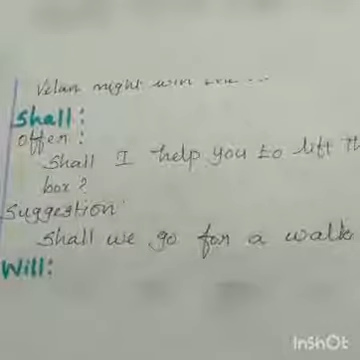 Velan might win
Shall:
Offer:
Shall I help you to lift
box?
Suggestion
Shall we go for a walk
Will:
InShOt